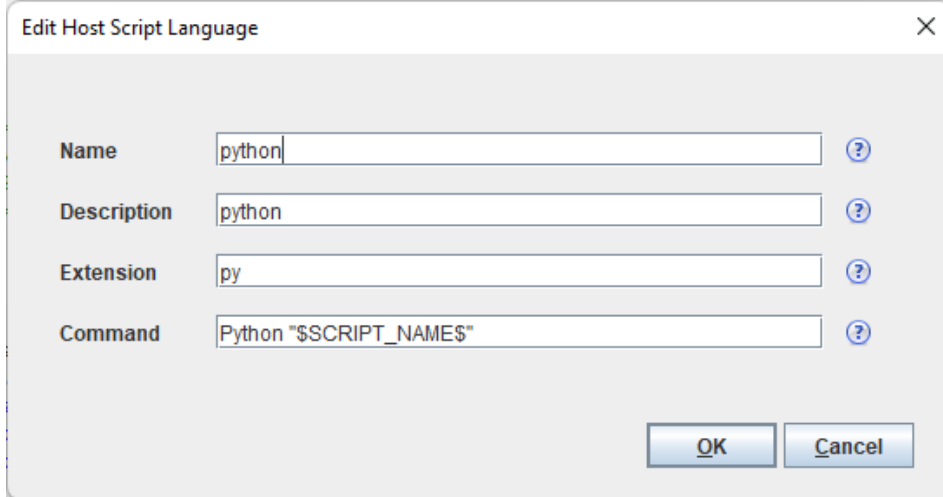 Edit Host Script Language
Name python
Description python
Extension py
Command Python "$SCRIPT_NAME$"
OK Cancel